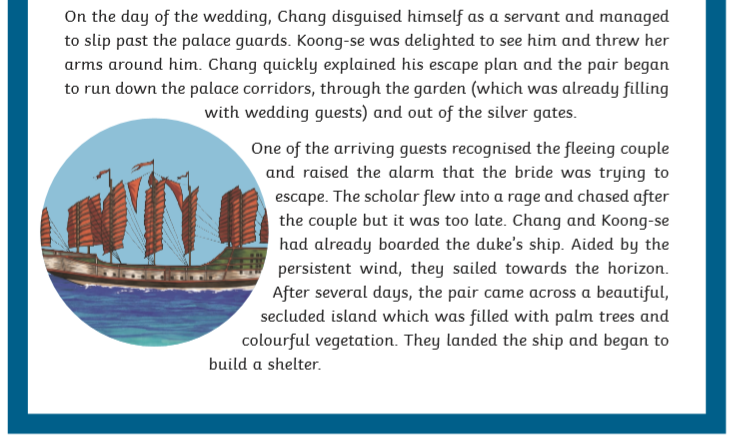 On the day of the wedding, Chang disguised himself as a servant and managed
to slip past the palace guards. Koong-se was delighted to see him and threw her
arms around him. Chang quickly explained his escape plan and the pair began
to run down the palace corridors, through the garden (which was already filling
with wedding guests) and out of the silver gates.
One of the arriving guests recognised the fleeing couple
and raised the alarm that the bride was trying to
escape. The scholar flew into a rage and chased after
the couple but it was too late. Chang and Koong-se
had already boarded the duke's ship. Aided by the
persistent wind, they sailed towards the horizon.
After several days, the pair came across a beautiful,
secluded island which was filled with palm trees and
colourful vegetation. They landed the ship and began to
build a shelter.